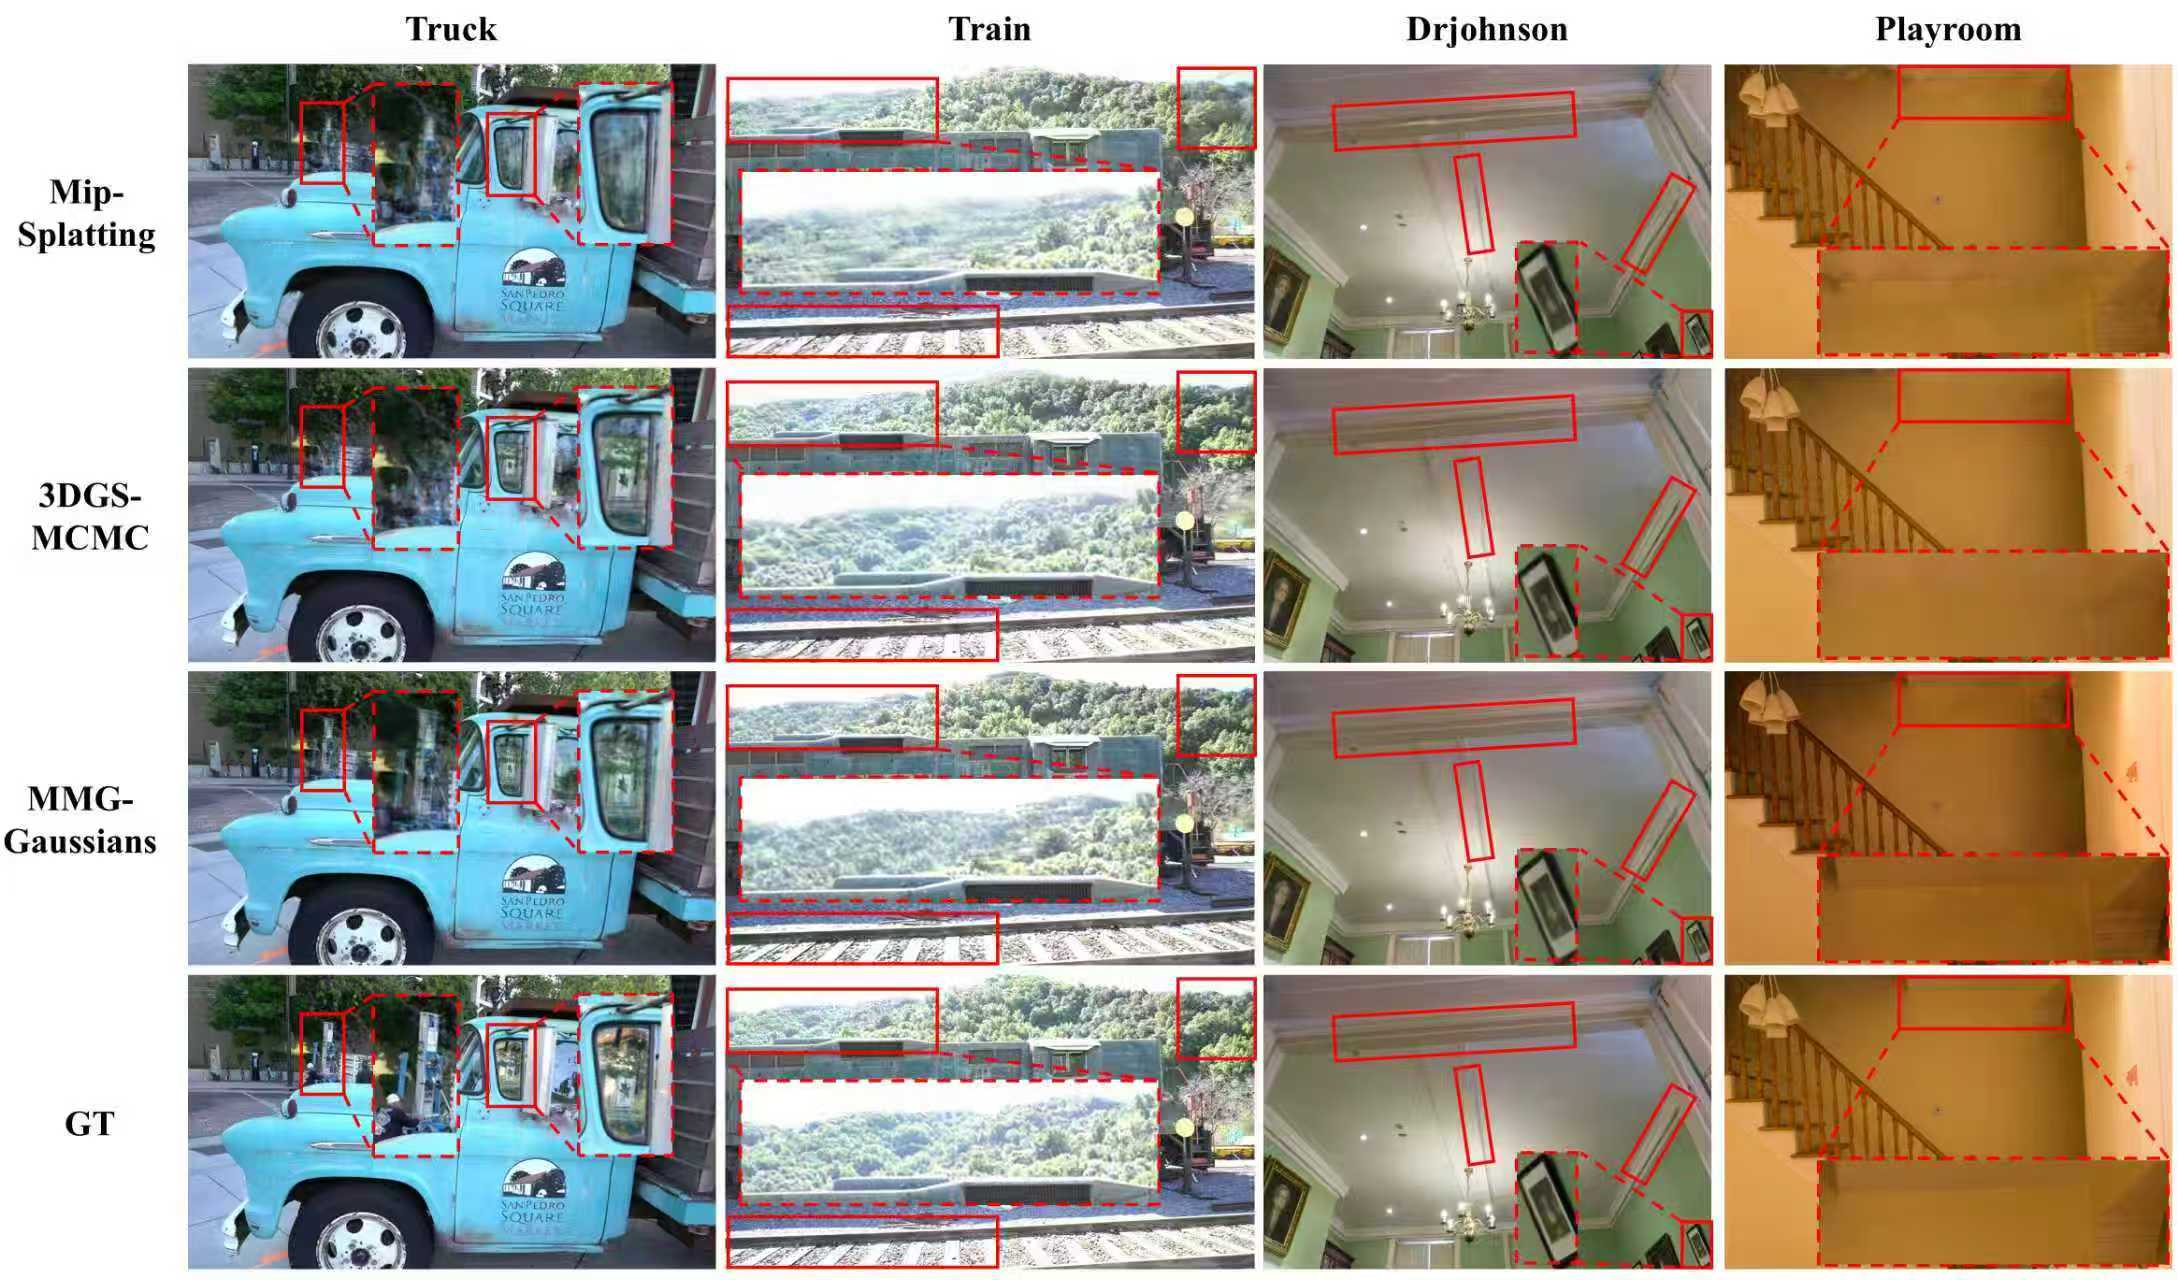 Truck Train Drjohnson Playroom
Mip-
Splatting
SAN PEDRO
SQUARE
MARKET
3DGS-
MCMC
SAN PEDRO
SQUARE
MARKET
MMG-
Gaussians
SAN PEDRO
SQUARE
MARKET
GT
SAN PEDRO
SQUARE
MARKET